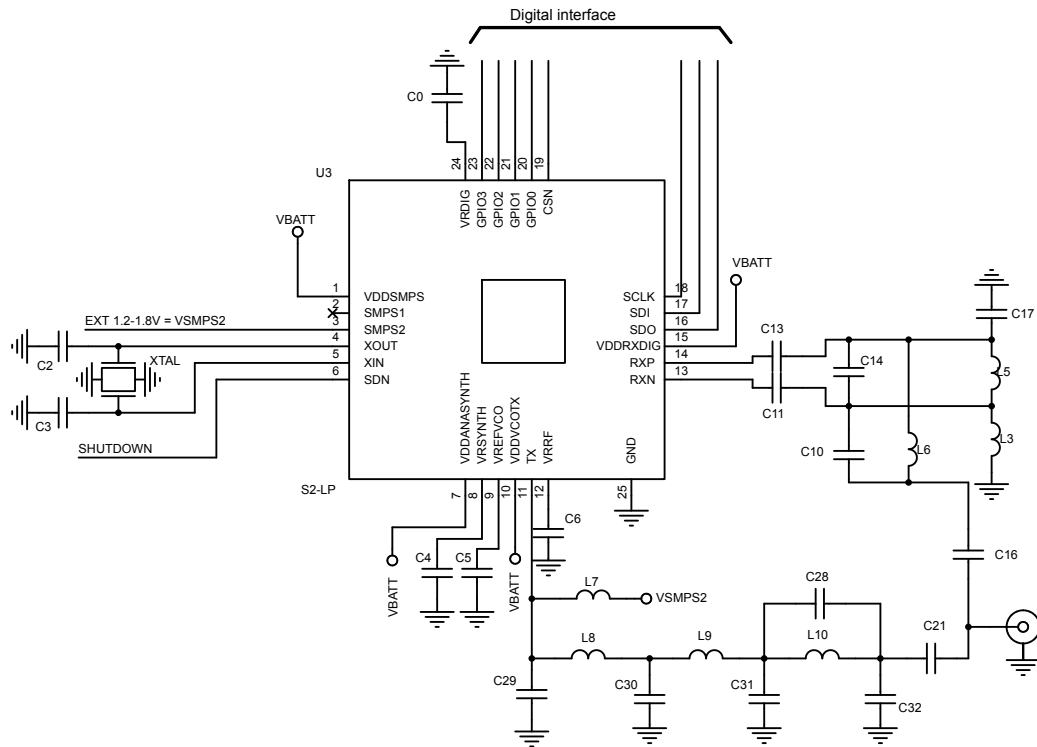 Digital interface
C0
24
23
22
21
20
19
U3
VRDIG
GPIO3
GPIO2
GPIO1
GPIO0
CSN
VBATT
VBATT
1
VDDSMPS
SCLK
18
2
SMPS1
SDI
17
C17
EXT 1.2-1.8V = VSMPS2
3
SMPS2
SDO
16
C13
4
XOUT
VDDRXDIG
15
C2
XTAL
5
XIN
RXP
14
C14
L5
6
SDN
RXN
13
C11
C3
SHUTDOWN
VDDANASYNTH
VRSYNTH
VREFVCO
VDDVCOTX
TX
VRRF
GND
C10
L6
L3
S2-LP
7
8
9
10
11
12
25
C6
C4
C5
VBATT
VBATT
C16
L7
VSMPS2
C28
L8
L9
L10
C21
C29
C30
C31
C32